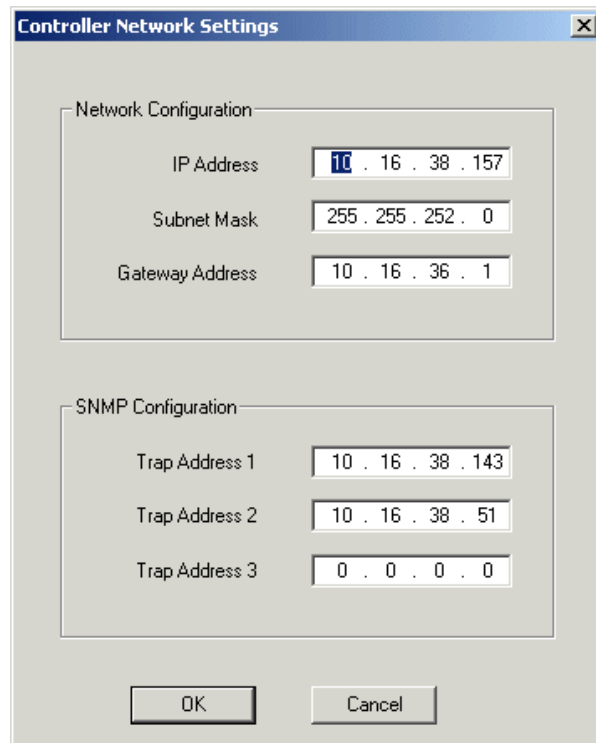 Controller Network Settings
Network Configuration
IP Address 10 . 16 . 38 . 157
Subnet Mask 255 . 255 . 252 . 0
Gateway Address 10 . 16 . 36 . 1
SNMP Configuration
Trap Address 1 10 . 16 . 38 . 143
Trap Address 2 10 . 16 . 38 . 51
Trap Address 3 0 . 0 . 0 . 0
OK Cancel